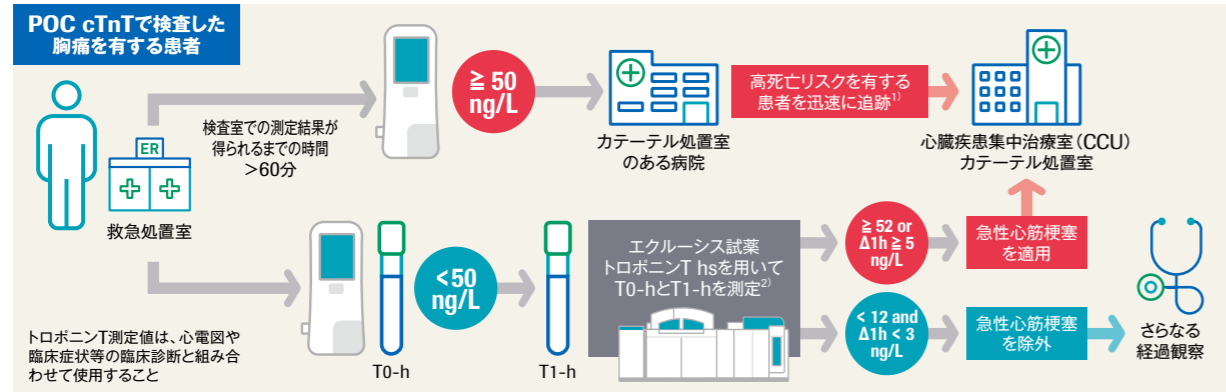 POC cTnTで検査した
胸痛を有する患者
ER
救急処置室
検査室での測定結果が
得られるまでの時間
>60分
≧ 50
ng/L
カテーテル処置室
のある病院
高死亡リスクを有する
患者を迅速に追跡1)
心臓疾患集中治療室(CCU)
カテーテル処置室
トロポニンT測定値は、心電図や
臨床症状等の臨床診断と組み合
わせて使用すること
T0-h
<50
ng/L
T1-h
エクルーシス試薬
トロポニンT hsを用いて
T0-hとT1-hを測定2)
≧ 52 or
Δ1h ≧ 5
ng/L
急性心筋梗塞
を適用
< 12 and
Δ1h < 3
ng/L
急性心筋梗塞
を除外
さらなる
経過観察